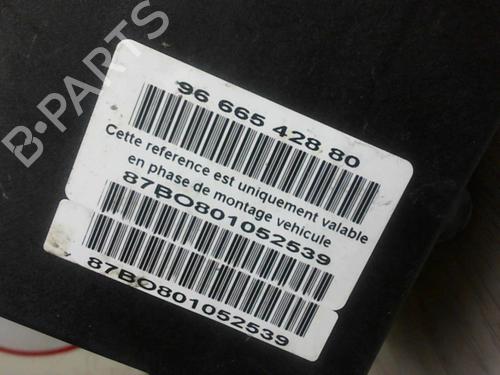 96 665 428 80
Cette reference est uniquement valable
en phase de montage vehicule
87BO801052539
87BO801052539
B-PARTS